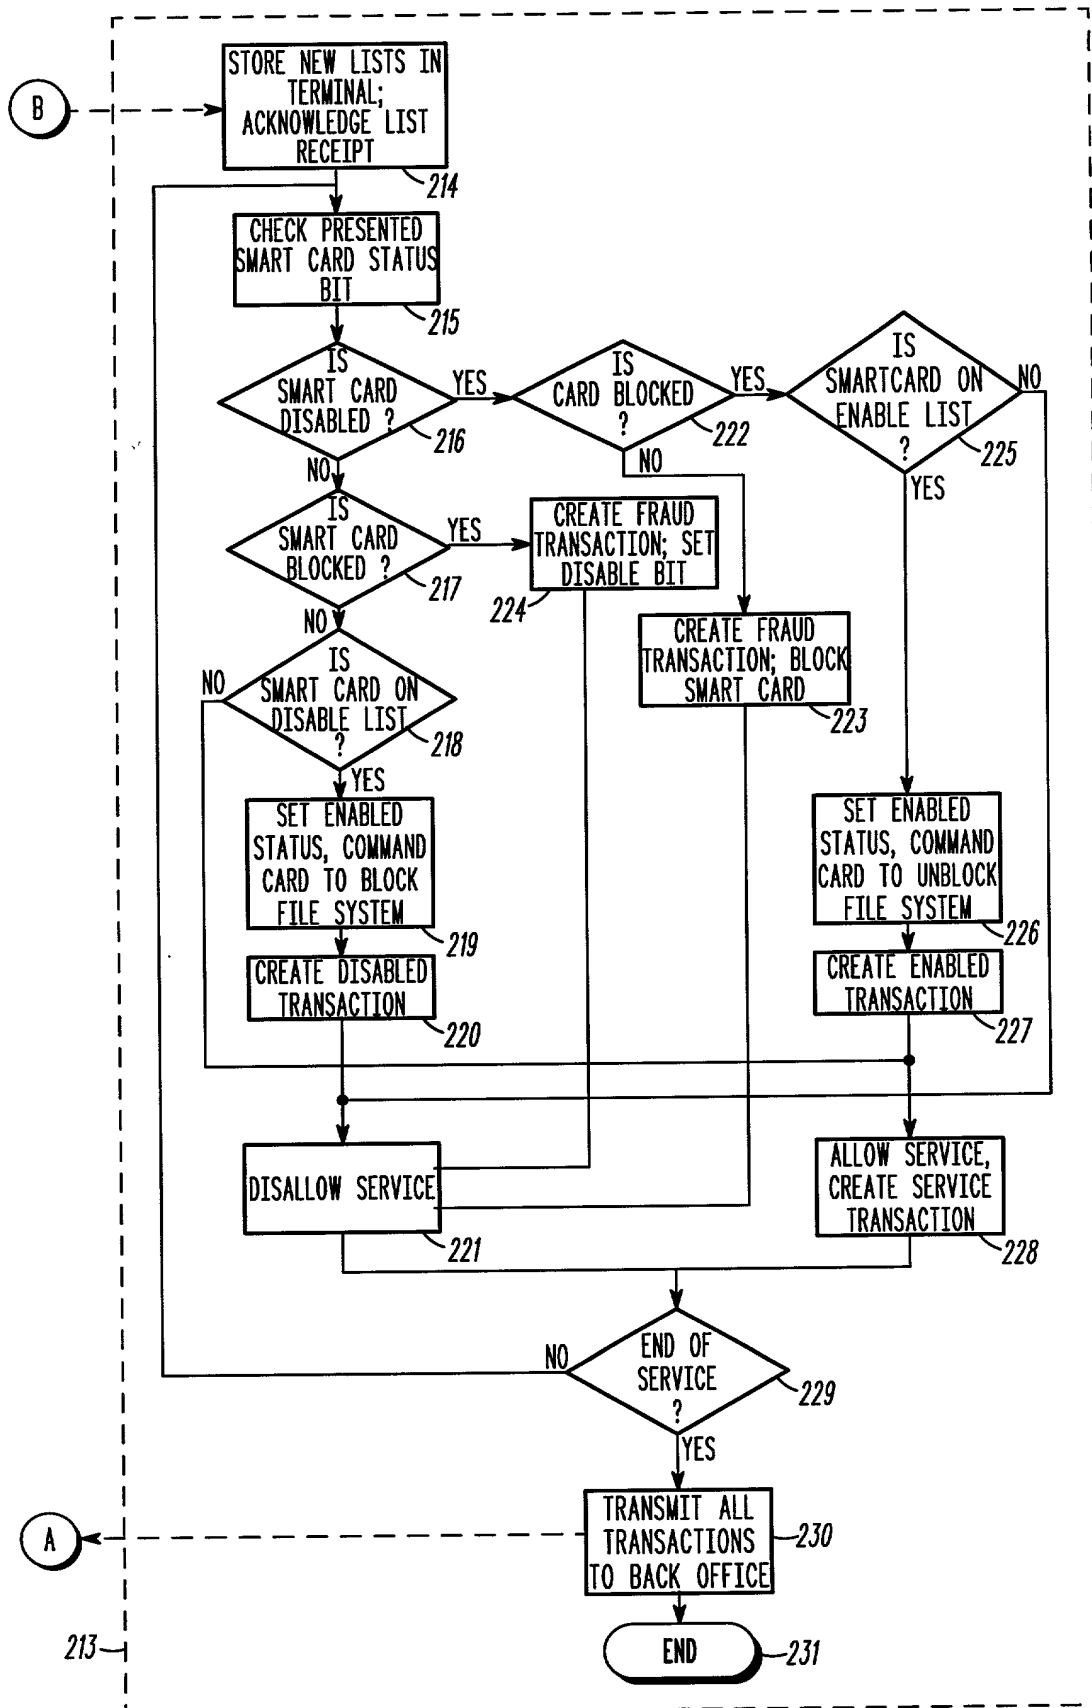 B
STORE NEW LISTS IN
TERMINAL;
ACKNOWLEDGE LIST
RECEIPT
214
CHECK PRESENTED
SMART CARD STATUS
BIT
215
IS
SMART CARD
DISABLED ?
216
YES
NO
IS
CARD BLOCKED
?
222
YES
NO
IS
SMARTCARD ON
ENABLE LIST
?
225
NO
YES
IS
SMART CARD
BLOCKED ?
217
YES
NO
CREATE FRAUD
TRANSACTION; SET
DISABLE BIT
224
CREATE FRAUD
TRANSACTION; BLOCK
SMART CARD
223
IS
SMART CARD ON
DISABLE LIST
?
218
NO
YES
SET ENABLED
STATUS, COMMAND
CARD TO BLOCK
FILE SYSTEM
219
SET ENABLED
STATUS, COMMAND
CARD TO UNBLOCK
FILE SYSTEM
226
CREATE DISABLED
TRANSACTION
220
CREATE ENABLED
TRANSACTION
227
DISALLOW SERVICE
221
ALLOW SERVICE,
CREATE SERVICE
TRANSACTION
228
END OF
SERVICE
?
229
NO
YES
TRANSMIT ALL
TRANSACTIONS
TO BACK OFFICE
230
A
END
231
213